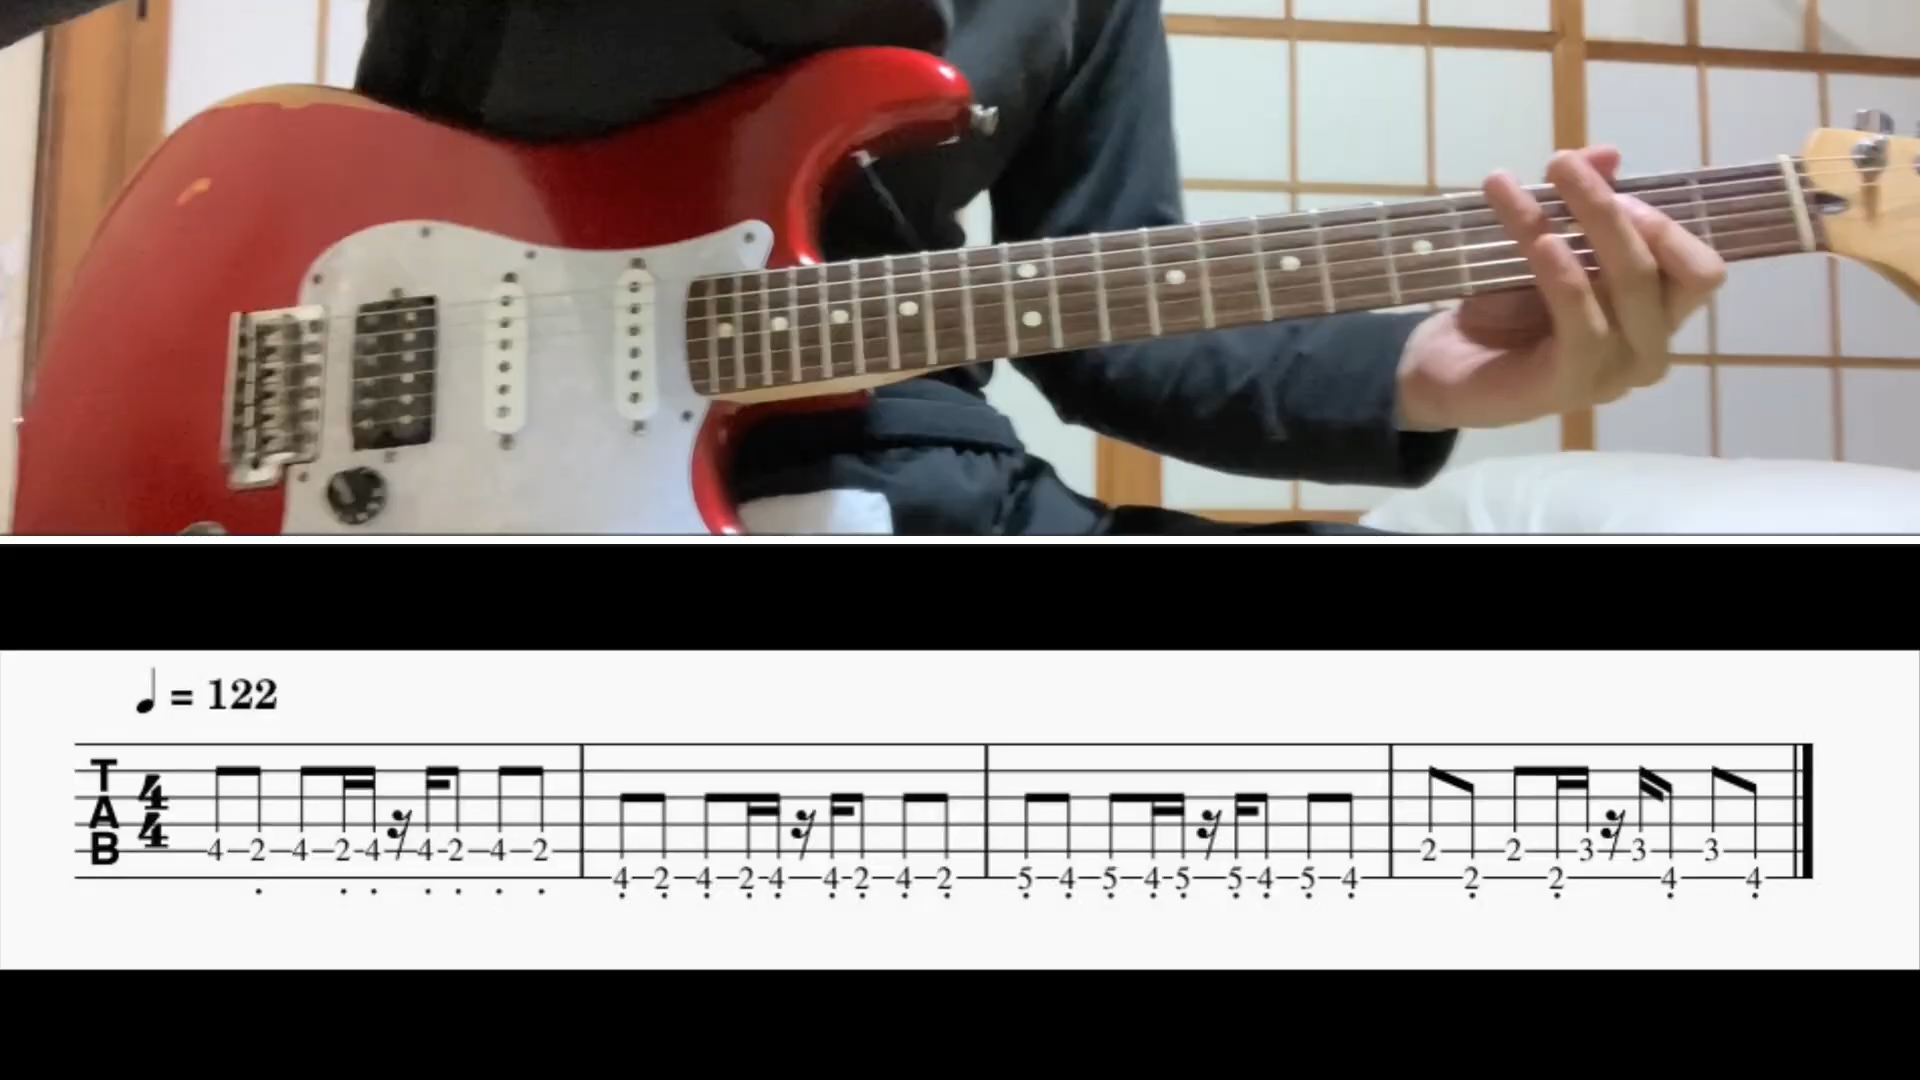 ♩ = 122
T
A
B
4
4
4 2 4 2 4 4 2 4 2
4 2 4 2 4 4 2 4 2
5 4 5 4 5 5 4 5 4
2 2 2 2 3 3 4 3 4